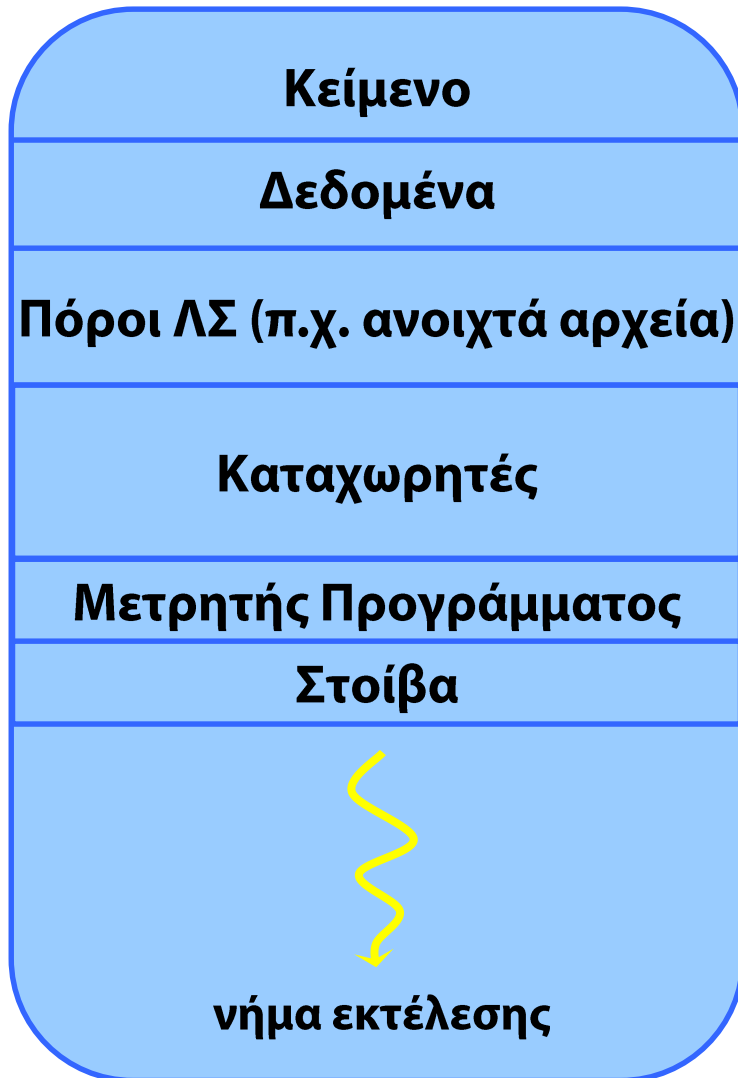 Κείμενο
Δεδομένα
Πόροι ΛΣ (π.χ. ανοιχτά αρχεία)
Καταχωρητές
Μετρητής Προγράμματος
Στοίβα
νήμα εκτέλεσης